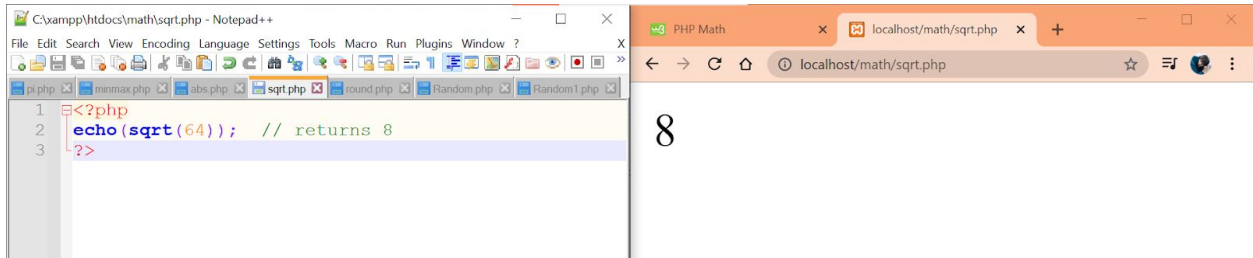 C:\xampp\htdocs\math\sqrt.php - Notepad++
File Edit Search View Encoding Language Settings Tools Macro Run Plugins Window ?
X
pi.php minmax.php abs.php sqrt.php round.php Random.php Random1.php
1 <?php
2 echo(sqrt(64)); // returns 8
3 ?>
PHP Math
localhost/math/sqrt.php
localhost/math/sqrt.php
8